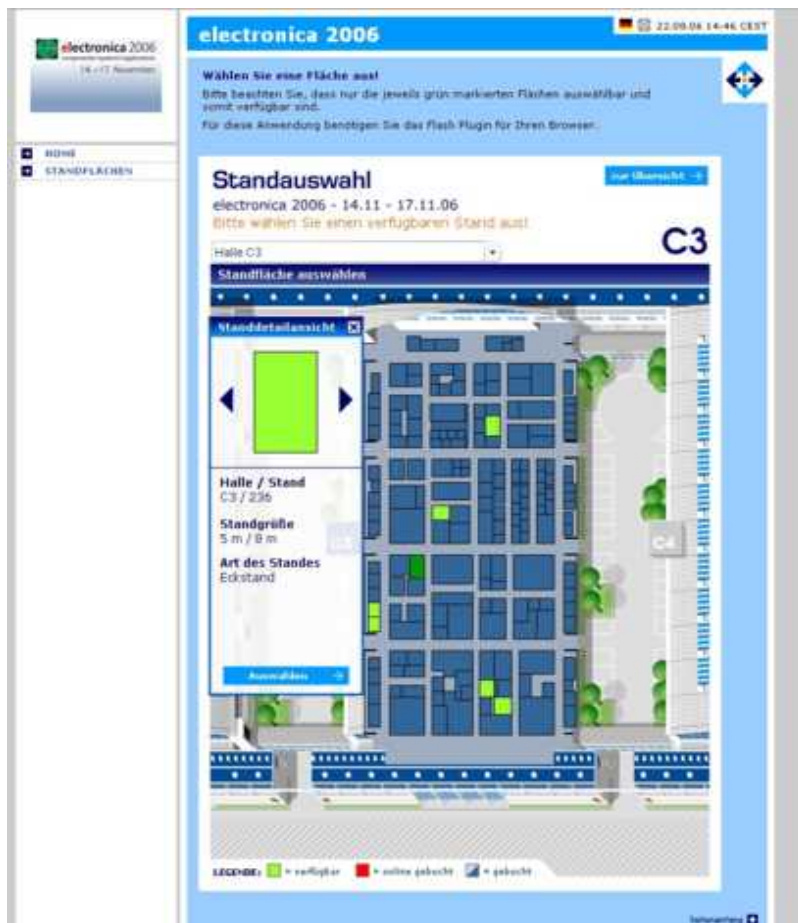 electronica 2006
22.09.06 14:46 CEST
electronica 2006
14.-17. November
Wählen Sie eine Fläche aus!
Bitte beachten Sie, dass nur die jeweils grün markierten Flächen auswählbar und
somit verfügbar sind.
Für diese Anwendung benötigen Sie das Flash Plugin für Ihren Browser.
HOME
STANDFLÄCHEN
Standauswahl
zur Übersicht
electronica 2006 - 14.11 - 17.11.06
Bitte wählen Sie einen verfügbaren Stand aus!
C3
Halle C3
Standfläche auswählen
Standdetailansicht
Halle / Stand
C3 / 236
Standgröße
5 m / 8 m
Art des Standes
Eckstand
C4
Auswählen
LEGENDE: = verfügbar = online gebucht = gebucht